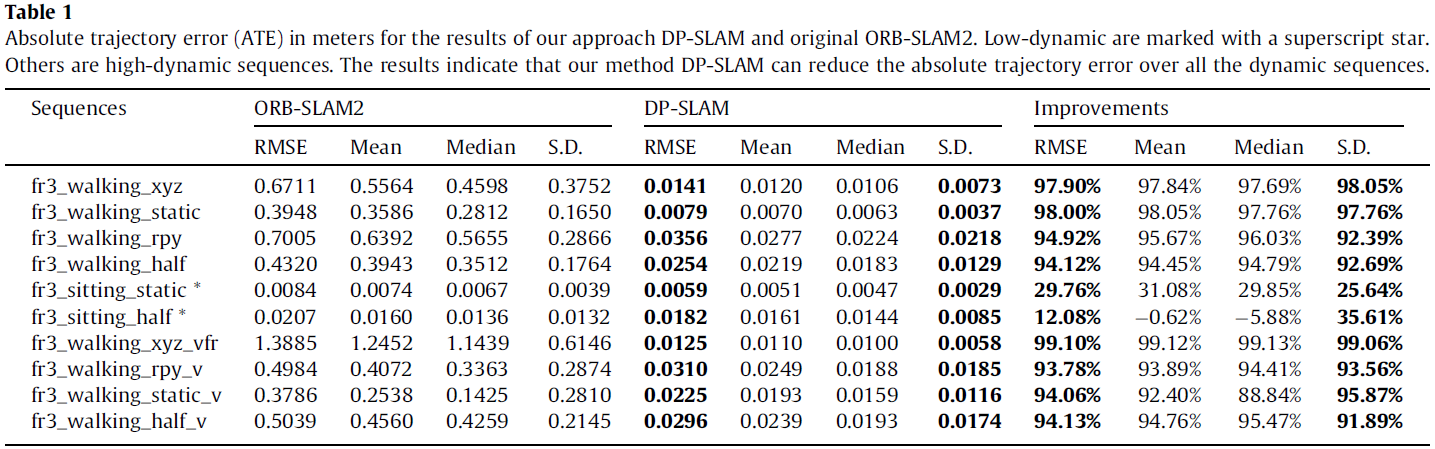 Table 1
Absolute trajectory error (ATE) in meters for the results of our approach DP-SLAM and original ORB-SLAM2. Low-dynamic are marked with a superscript star.
Others are high-dynamic sequences. The results indicate that our method DP-SLAM can reduce the absolute trajectory error over all the dynamic sequences.
Sequences ORB-SLAM2 DP-SLAM Improvements
RMSE Mean Median S.D. RMSE Mean Median S.D. RMSE Mean Median S.D.
fr3_walking_xyz 0.6711 0.5564 0.4598 0.3752 0.0141 0.0120 0.0106 0.0073 97.90% 97.84% 97.69% 98.05%
fr3_walking_static 0.3948 0.3586 0.2812 0.1650 0.0079 0.0070 0.0063 0.0037 98.00% 98.05% 97.76% 97.76%
fr3_walking_rpy 0.7005 0.6392 0.5655 0.2866 0.0356 0.0277 0.0224 0.0218 94.92% 95.67% 96.03% 92.39%
fr3_walking_half 0.4320 0.3943 0.3512 0.1764 0.0254 0.0219 0.0183 0.0129 94.12% 94.45% 94.79% 92.69%
fr3_sitting_static * 0.0084 0.0074 0.0067 0.0039 0.0059 0.0051 0.0047 0.0029 29.76% 31.08% 29.85% 25.64%
fr3_sitting_half * 0.0207 0.0160 0.0136 0.0132 0.0182 0.0161 0.0144 0.0085 12.08% −0.62% −5.88% 35.61%
fr3_walking_xyz_vfr 1.3885 1.2452 1.1439 0.6146 0.0125 0.0110 0.0100 0.0058 99.10% 99.12% 99.13% 99.06%
fr3_walking_rpy_v 0.4984 0.4072 0.3363 0.2874 0.0310 0.0249 0.0188 0.0185 93.78% 93.89% 94.41% 93.56%
fr3_walking_static_v 0.3786 0.2538 0.1425 0.2810 0.0225 0.0193 0.0159 0.0116 94.06% 92.40% 88.84% 95.87%
fr3_walking_half_v 0.5039 0.4560 0.4259 0.2145 0.0296 0.0239 0.0193 0.0174 94.13% 94.76% 95.47% 91.89%